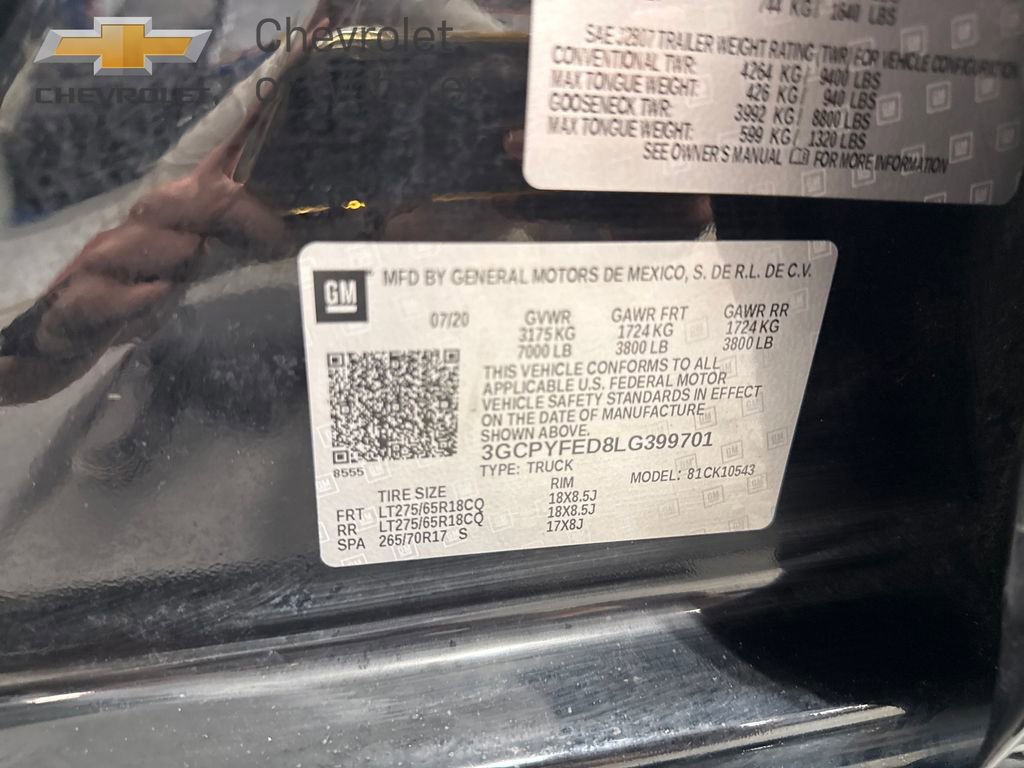 CHEVROLET
Chevrolet
744 KG/ 1640 LBS
SAE J2807 TRAILER WEIGHT RATING (TWR) FOR VEHICLE CONFIGURATION
CONVENTIONAL TWR: 4264 KG/ 9400 LBS
MAX TONGUE WEIGHT: 426 KG/ 940 LBS
GOOSENECK TWR: 3992 KG/ 8800 LBS
MAX TONGUE WEIGHT: 599 KG/ 1320 LBS
SEE OWNER'S MANUAL FOR MORE INFORMATION
GM MFD BY GENERAL MOTORS DE MEXICO, S. DE R.L. DE C.V.
07/20 GVWR GAWR FRT GAWR RR
3175 KG 1724 KG 1724 KG
7000 LB 3800 LB 3800 LB
THIS VEHICLE CONFORMS TO ALL
APPLICABLE U.S. FEDERAL MOTOR
VEHICLE SAFETY STANDARDS IN EFFECT
ON THE DATE OF MANUFACTURE
SHOWN ABOVE.
3GCPYFED8LG399701
8555 TYPE: TRUCK MODEL: 81CK10543
TIRE SIZE RIM
FRT LT275/65R18CQ 18X8.5J
RR LT275/65R18CQ 18X8.5J
SPA 265/70R17 S 17X8J